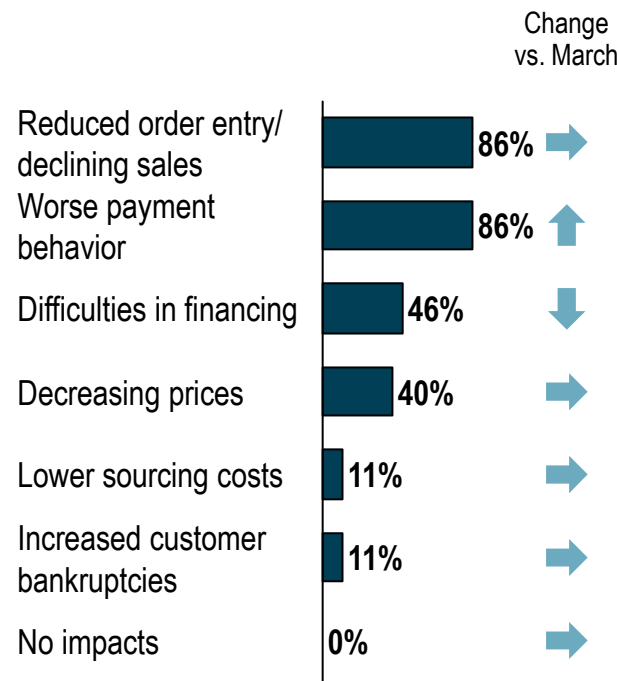 Change
vs. March
Reduced order entry/
declining sales
86%
Worse payment
behavior
86%
Difficulties in financing
46%
Decreasing prices
40%
Lower sourcing costs
11%
Increased customer
bankruptcies
11%
No impacts
0%